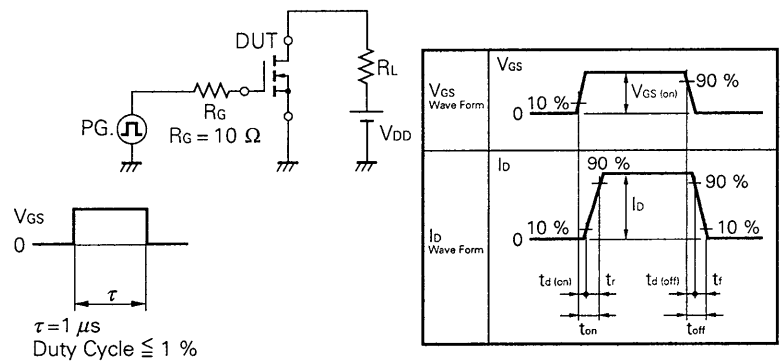 DUT
RL
RG
PG.
RG = 10 Ω
VDD
VGS
0
τ
τ = 1 μs
Duty Cycle ≦ 1 %
VGS
Wave Form
VGS
10 %
0
VGS (on)
90 %
ID
Wave Form
ID
90 %
10 %
0
ID
90 %
10 %
td (on)
tr
td (off)
tf
ton
toff